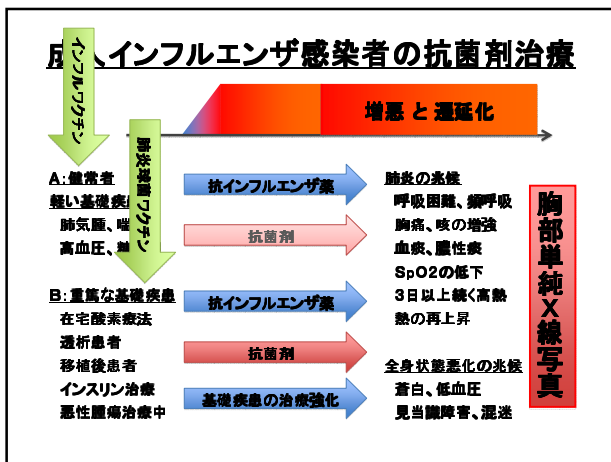 成人インフルエンザ感染者の抗菌剤治療
インフルワクチン
肺炎球菌ワクチン
増悪 と 遷延化
A:健常者
軽い基礎疾
肺気腫、喘
高血圧、
抗インフルエンザ薬
抗菌剤
B:重篤な基礎疾患
在宅酸素療法
透析患者
移植後患者
インスリン治療
悪性腫瘍治療中
抗インフルエンザ薬
抗菌剤
基礎疾患の治療強化
肺炎の兆候
呼吸困難、頻呼吸
胸痛、咳の増強
血痰、膿性痰
SpO2の低下
3日以上続く高熱
熱の再上昇
全身状態悪化の兆候
蒼白、低血圧
見当識障害、混迷
胸部単純X線写真